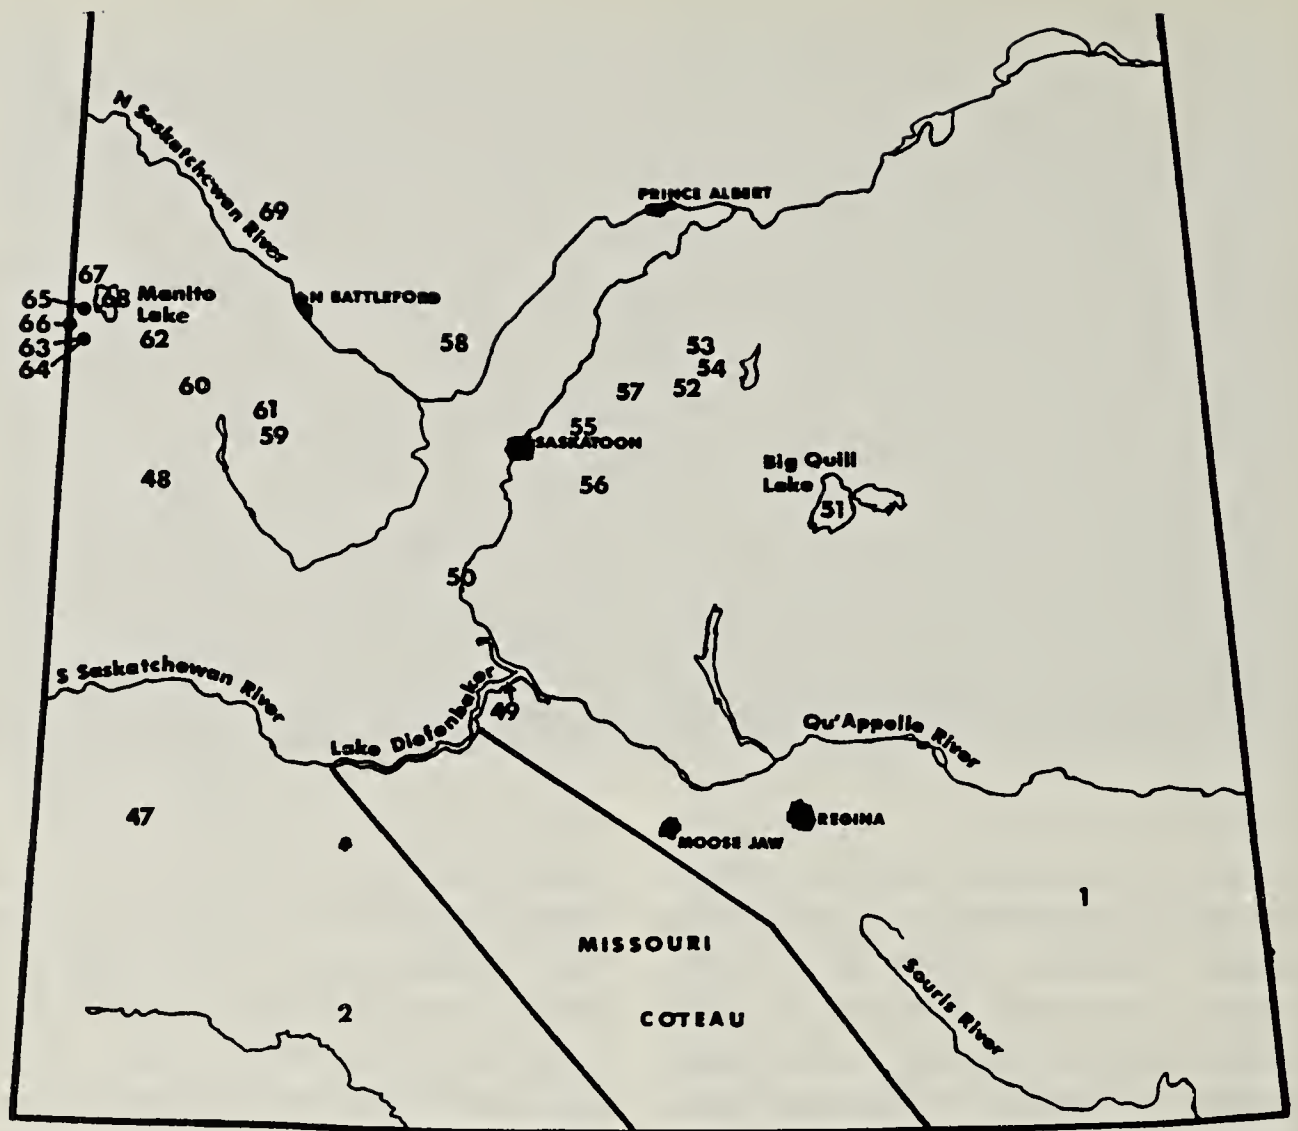 PRINCE ALBERT
N Saskatchewan River
69
67
65
68
Manito
Lake
N BATTLEFORD
66
63
64
62
58
53
54
60
57
52
61
59
55
SASKATOON
48
56
Big Quill
Lake
51
50
S Saskatchewan River
Lake Diefenbaker
49
Qu'Appelle River
47
4
MOOSE JAW
REGINA
1
MISSOURI
COTEAU
Souris River
2